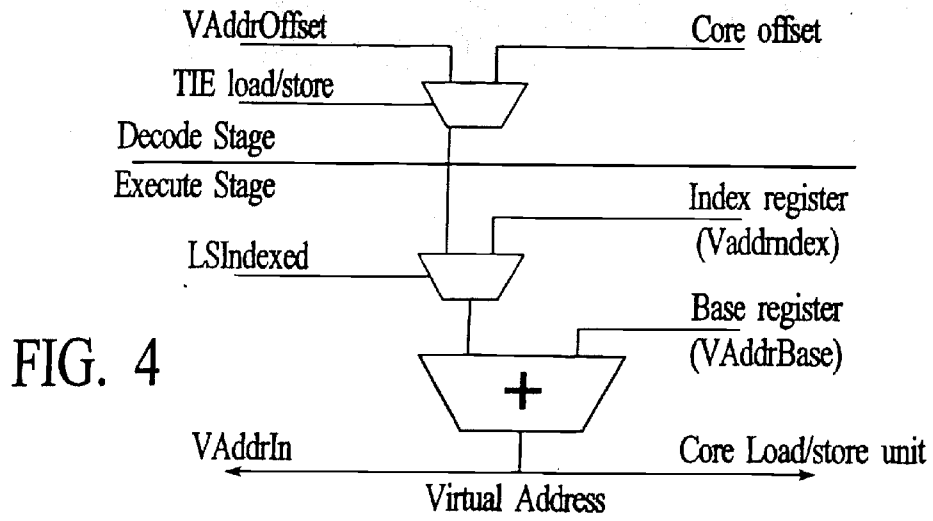 VAddrOffset
Core offset
TIE load/store
Decode Stage
Execute Stage
Index register
(Vaddrndex)
LSIndexed
Base register
(VAddrBase)
FIG. 4
+
VAddrIn
Core Load/store unit
Virtual Address